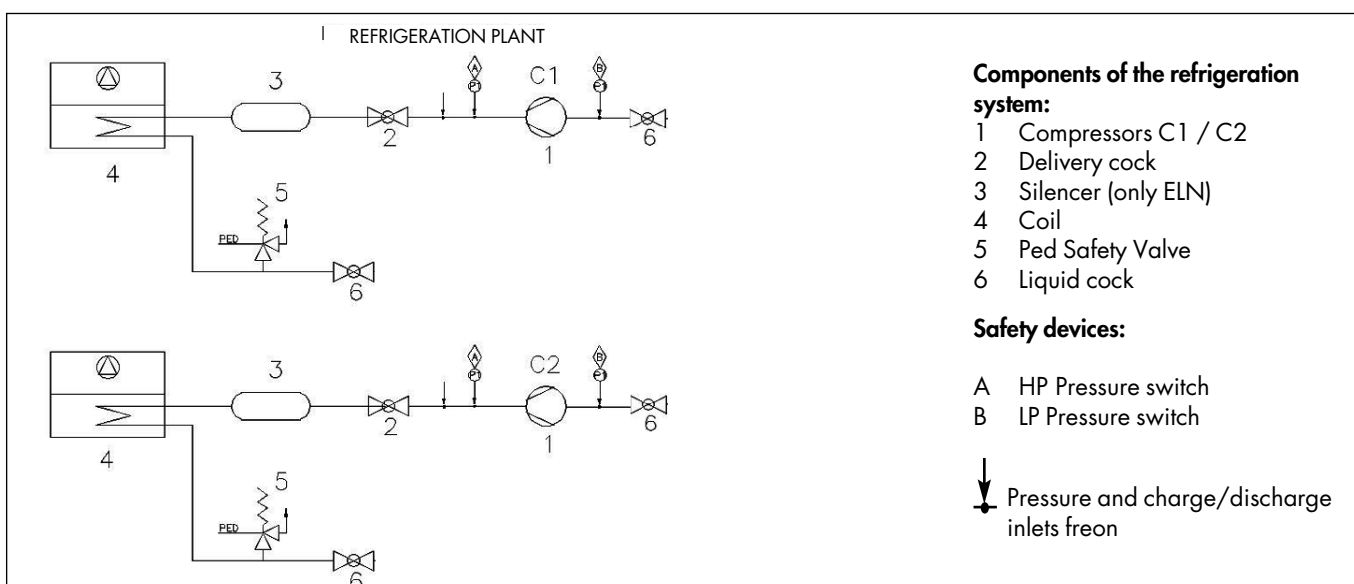 REFRIGERATION PLANT
3
A
C1
B
2
1
6
4
5
PED
6
3
A
C2
B
2
1
6
4
5
PED
6
Components of the refrigeration
system:
1 Compressors C1 / C2
2 Delivery cock
3 Silencer (only ELN)
4 Coil
5 Ped Safety Valve
6 Liquid cock
Safety devices:
A HP Pressure switch
B LP Pressure switch
Pressure and charge/discharge
inlets freon